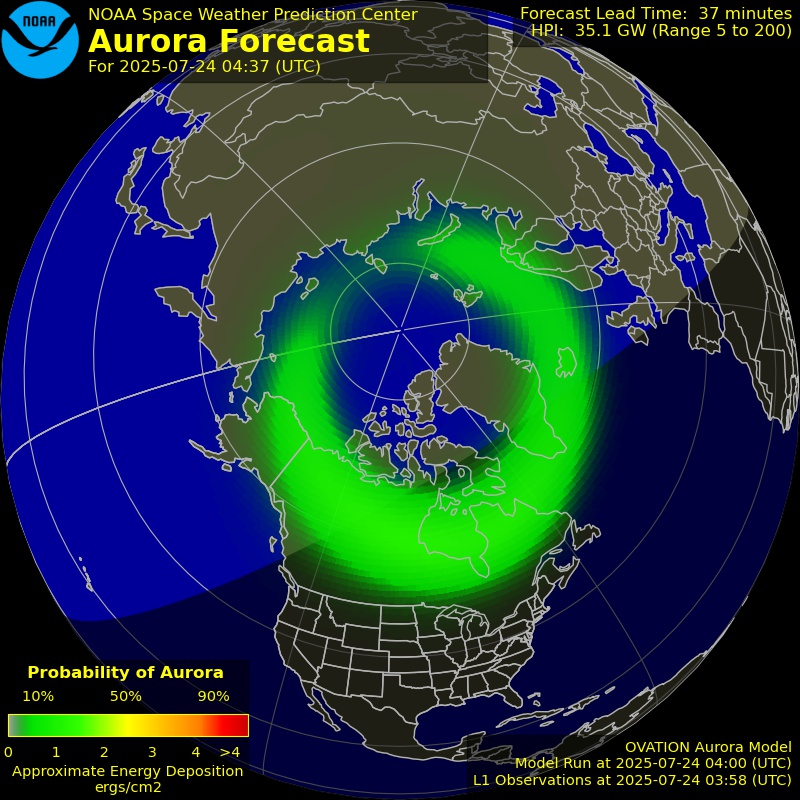 NOAA
NOAA Space Weather Prediction Center
Aurora Forecast
For 2025-07-24 04:37 (UTC)
Forecast Lead Time: 37 minutes
HPI: 35.1 GW (Range 5 to 200)
Probability of Aurora
10% 50% 90%
0 1 2 3 4 >4
Approximate Energy Deposition
ergs/cm2
OVATION Aurora Model
Model Run at 2025-07-24 04:00 (UTC)
L1 Observations at 2025-07-24 03:58 (UTC)